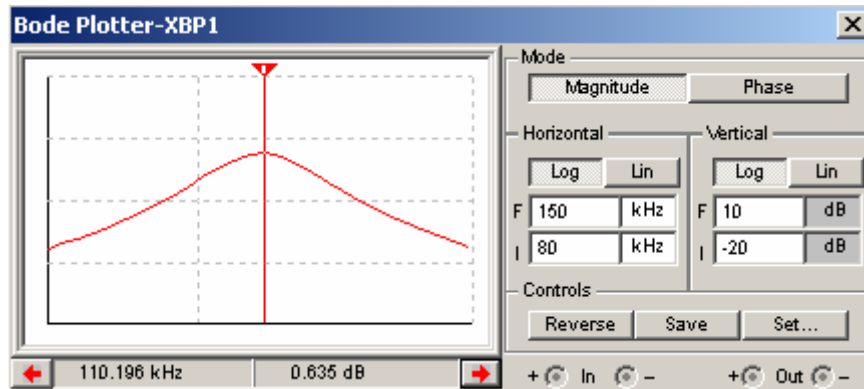 Bode Plotter-XBP1
Mode
Magnitude Phase
Horizontal Vertical
Log Lin Log Lin
F 150 kHz F 10 dB
I 80 kHz I -20 dB
Controls
Reverse Save Set...
110.196 kHz 0.635 dB + In - + Out -